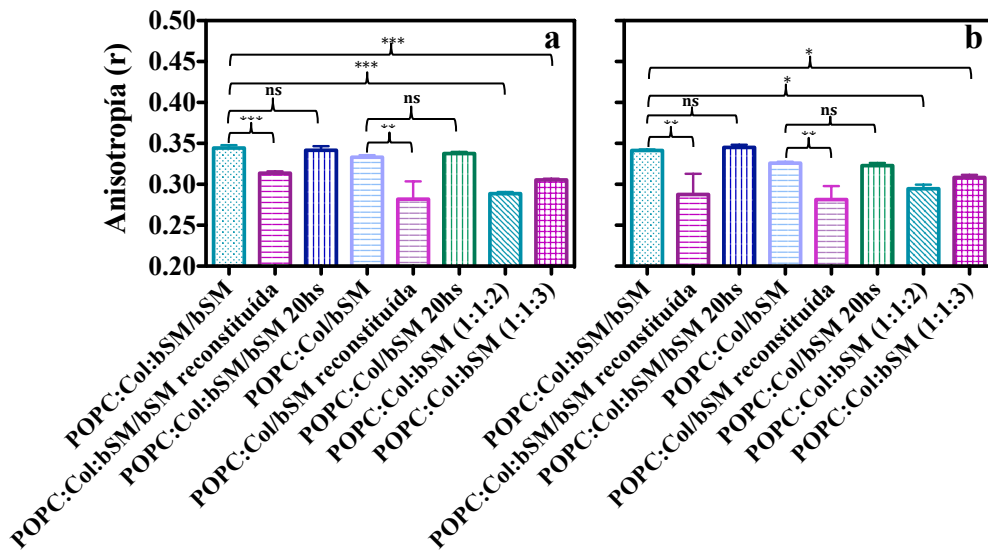 Anisotropía (r)
0.50
0.45
0.40
0.35
0.30
0.25
0.20
a
***
***
ns
ns
***
**
POPC:Col:bSM/bSM
POPC:Col:bSM/bSM reconstituída
POPC:Col:bSM/bSM 20hs
POPC:Col/bSM
POPC:Col/bSM reconstituída
POPC:Col/bSM 20hs
POPC:Col:bSM (1:1:2)
POPC:Col:bSM (1:1:3)
b
*
*
ns
ns
**
**
POPC:Col:bSM/bSM
POPC:Col:bSM/bSM reconstituída
POPC:Col:bSM/bSM 20hs
POPC:Col/bSM
POPC:Col/bSM reconstituída
POPC:Col/bSM 20hs
POPC:Col:bSM (1:1:2)
POPC:Col:bSM (1:1:3)